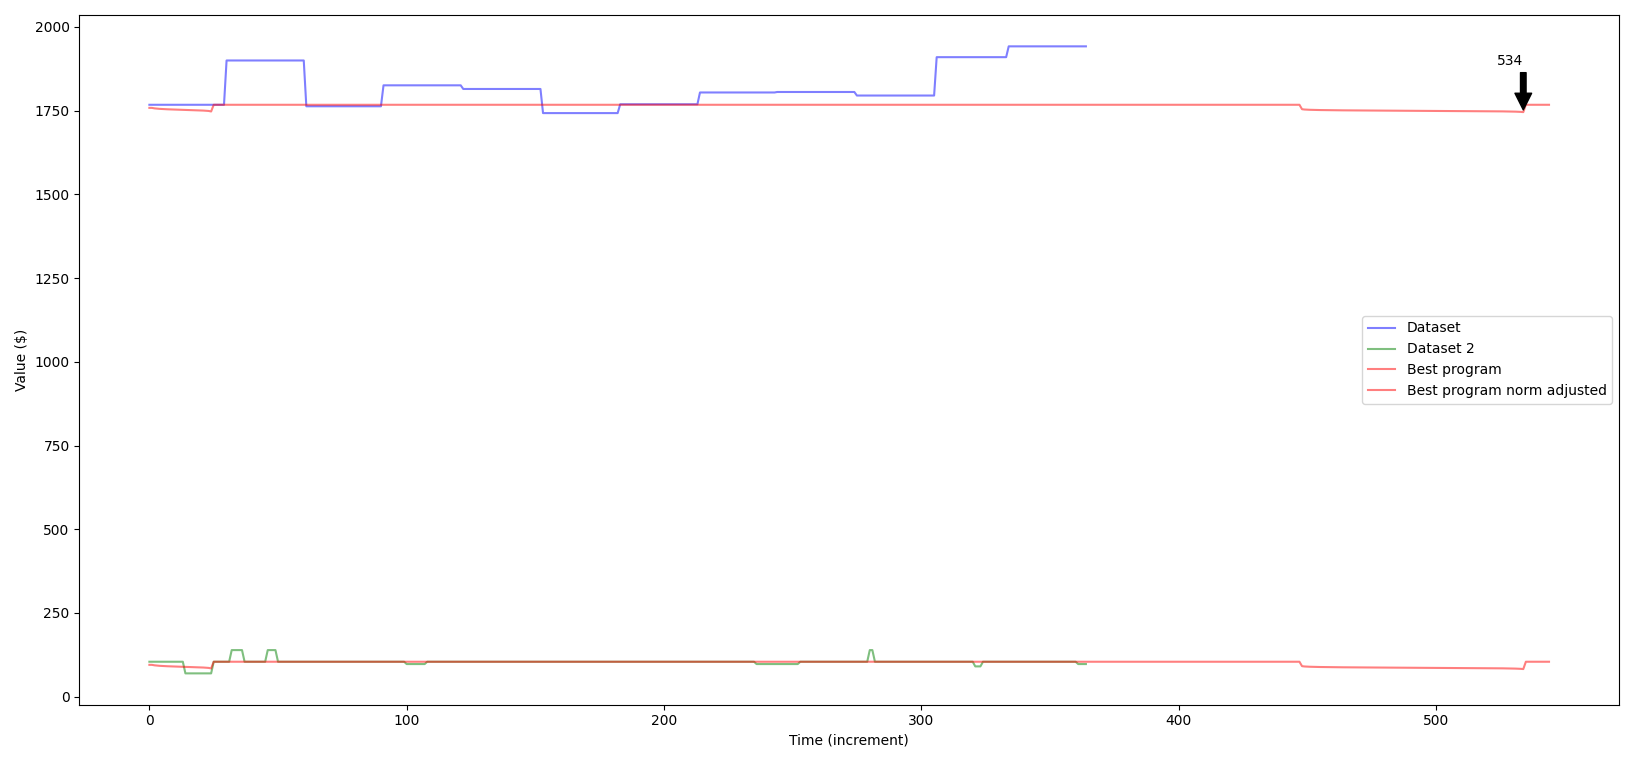 2000
1750
1500
1250
1000
750
500
250
0
Value ($)
534
Dataset
Dataset 2
Best program
Best program norm adjusted
0 100 200 300 400 500
Time (increment)